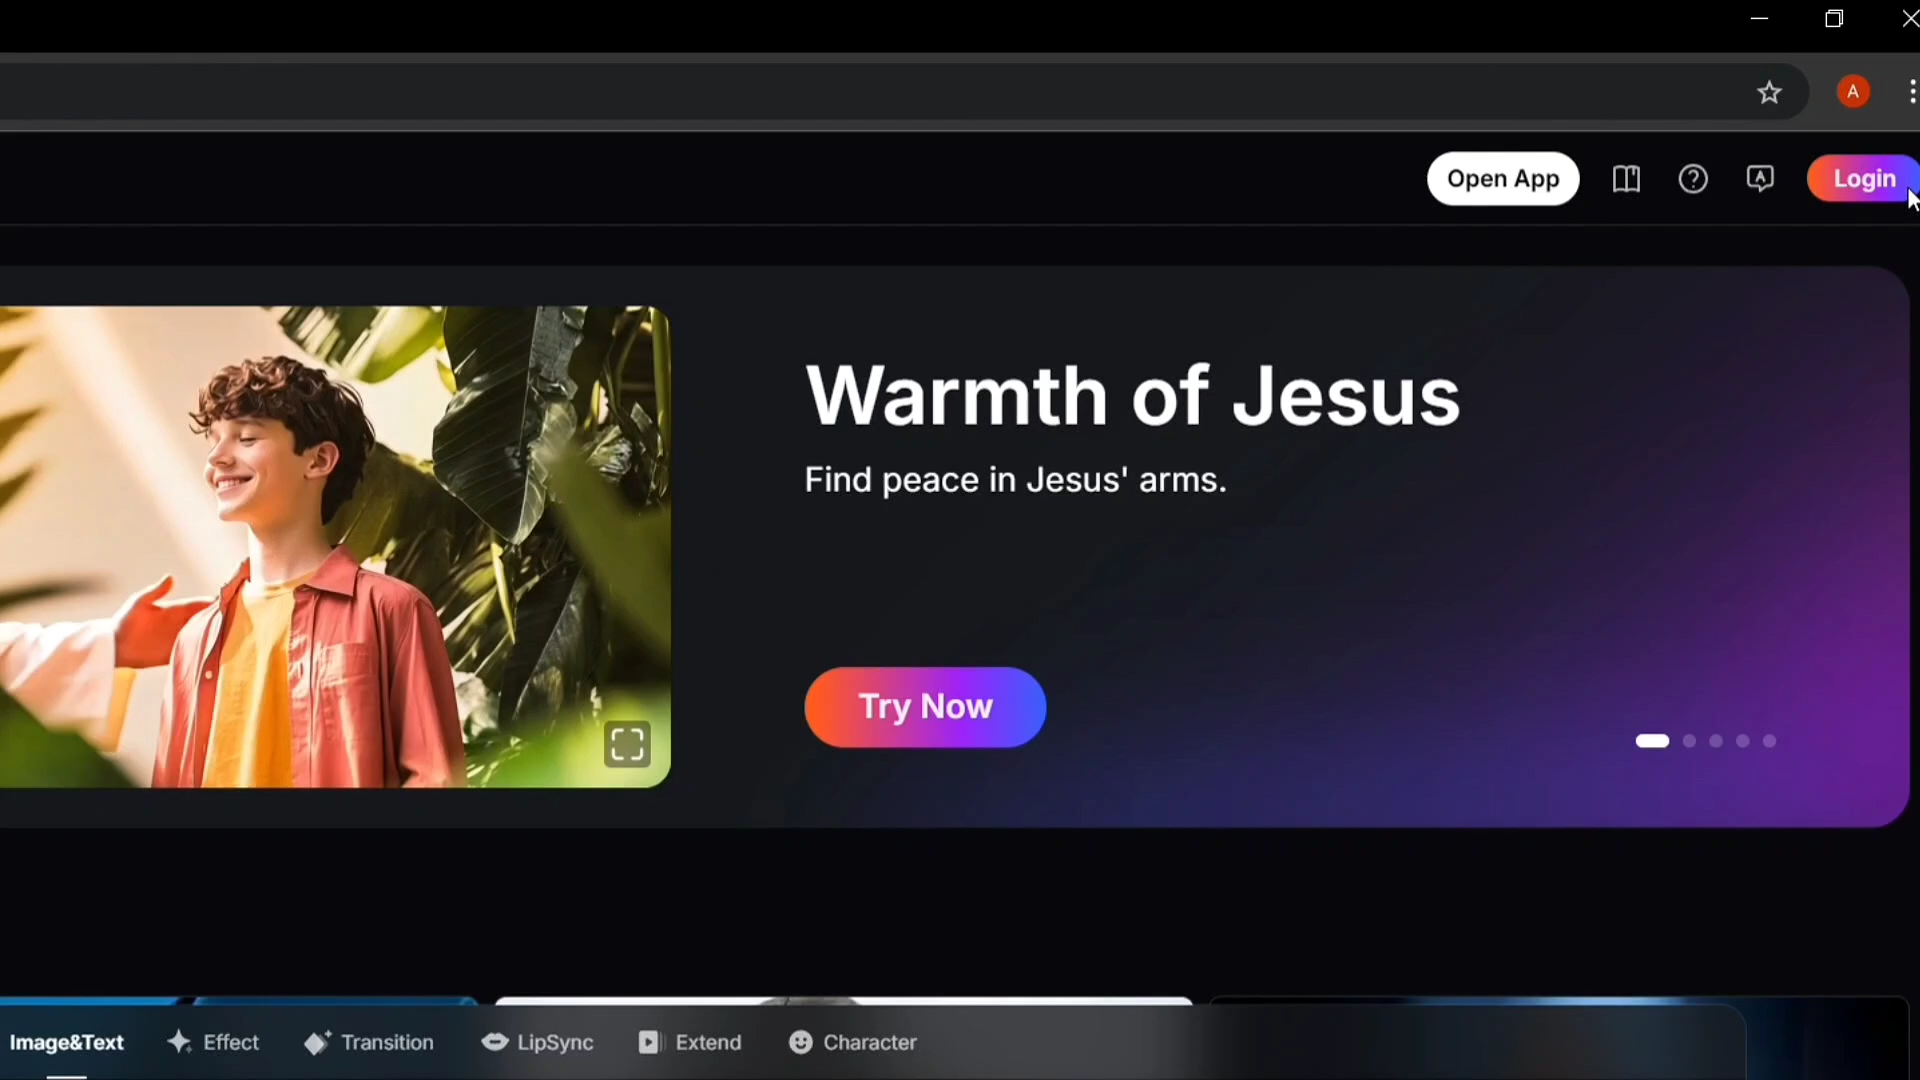 A
Open App
Login
Warmth of Jesus
Find peace in Jesus' arms.
Try Now
Image&Text Effect Transition LipSync Extend Character